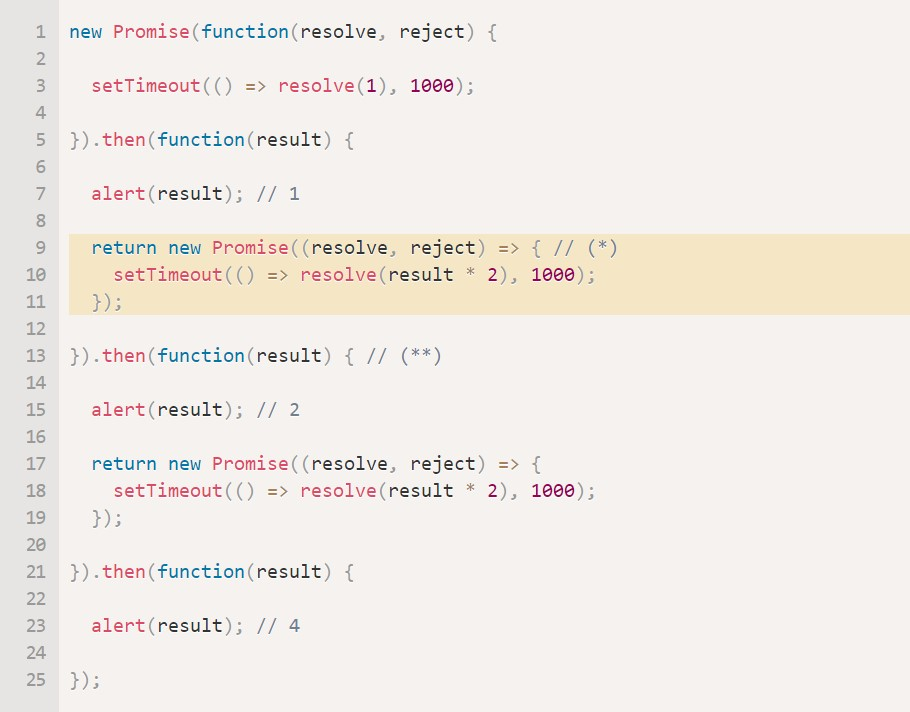 1 new Promise(function(resolve, reject) {
2
3   setTimeout(() => resolve(1), 1000);
4
5 }).then(function(result) {
6
7   alert(result); // 1
8
9   return new Promise((resolve, reject) => { // (*)
10     setTimeout(() => resolve(result * 2), 1000);
11   });
12
13 }).then(function(result) { // (**)
14
15   alert(result); // 2
16
17   return new Promise((resolve, reject) => {
18     setTimeout(() => resolve(result * 2), 1000);
19   });
20
21 }).then(function(result) {
22
23   alert(result); // 4
24
25 });